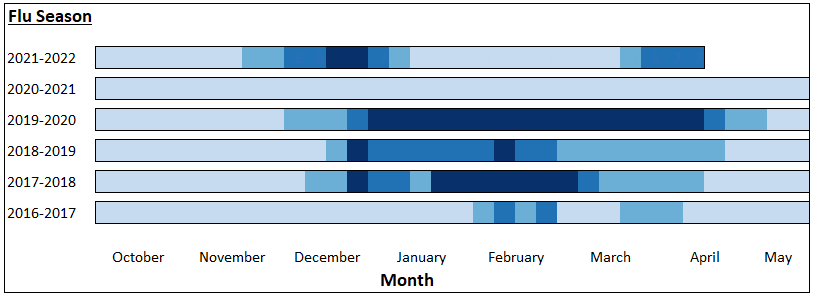 Flu Season
2021-2022
2020-2021
2019-2020
2018-2019
2017-2018
2016-2017
October November December January February March April May
Month